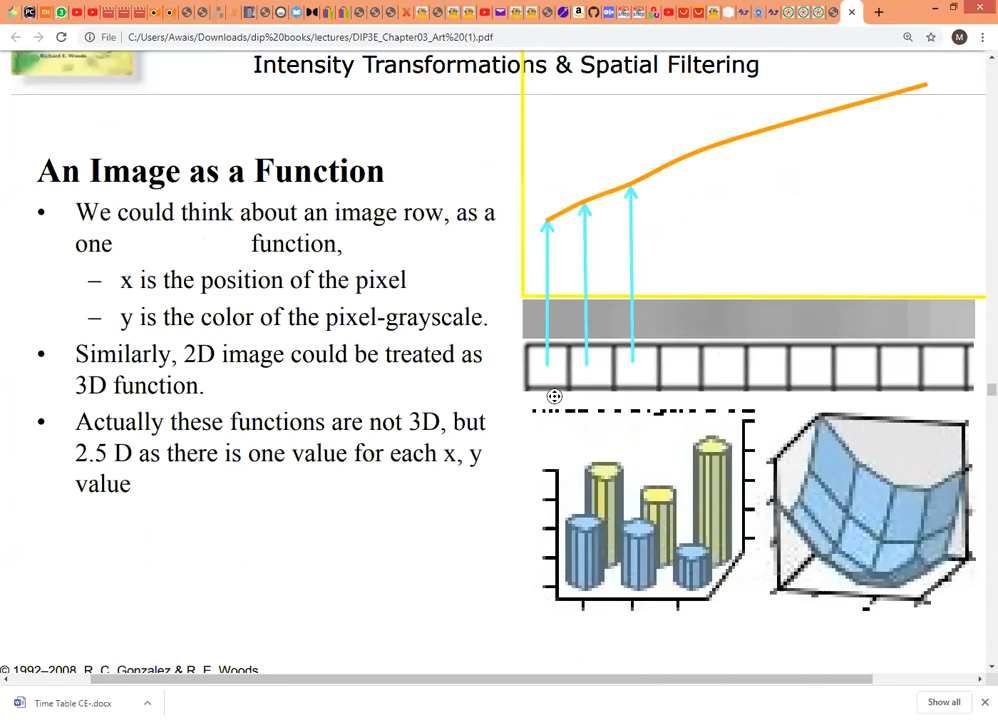 File
C:/Users/Awais/Downloads/dip%20books/lectures/DIP3E_Chapter03_Art%20(1).pdf
M
Richard E. Woods
Intensity Transformations & Spatial Filtering
An Image as a Function
• We could think about an image row, as a
one function,
– x is the position of the pixel
– y is the color of the pixel-grayscale.
• Similarly, 2D image could be treated as
3D function.
• Actually these functions are not 3D, but
2.5 D as there is one value for each x, y
value
© 1992–2008 R. C. Gonzalez & R. E. Woods
Time Table CE-.docx
Show all